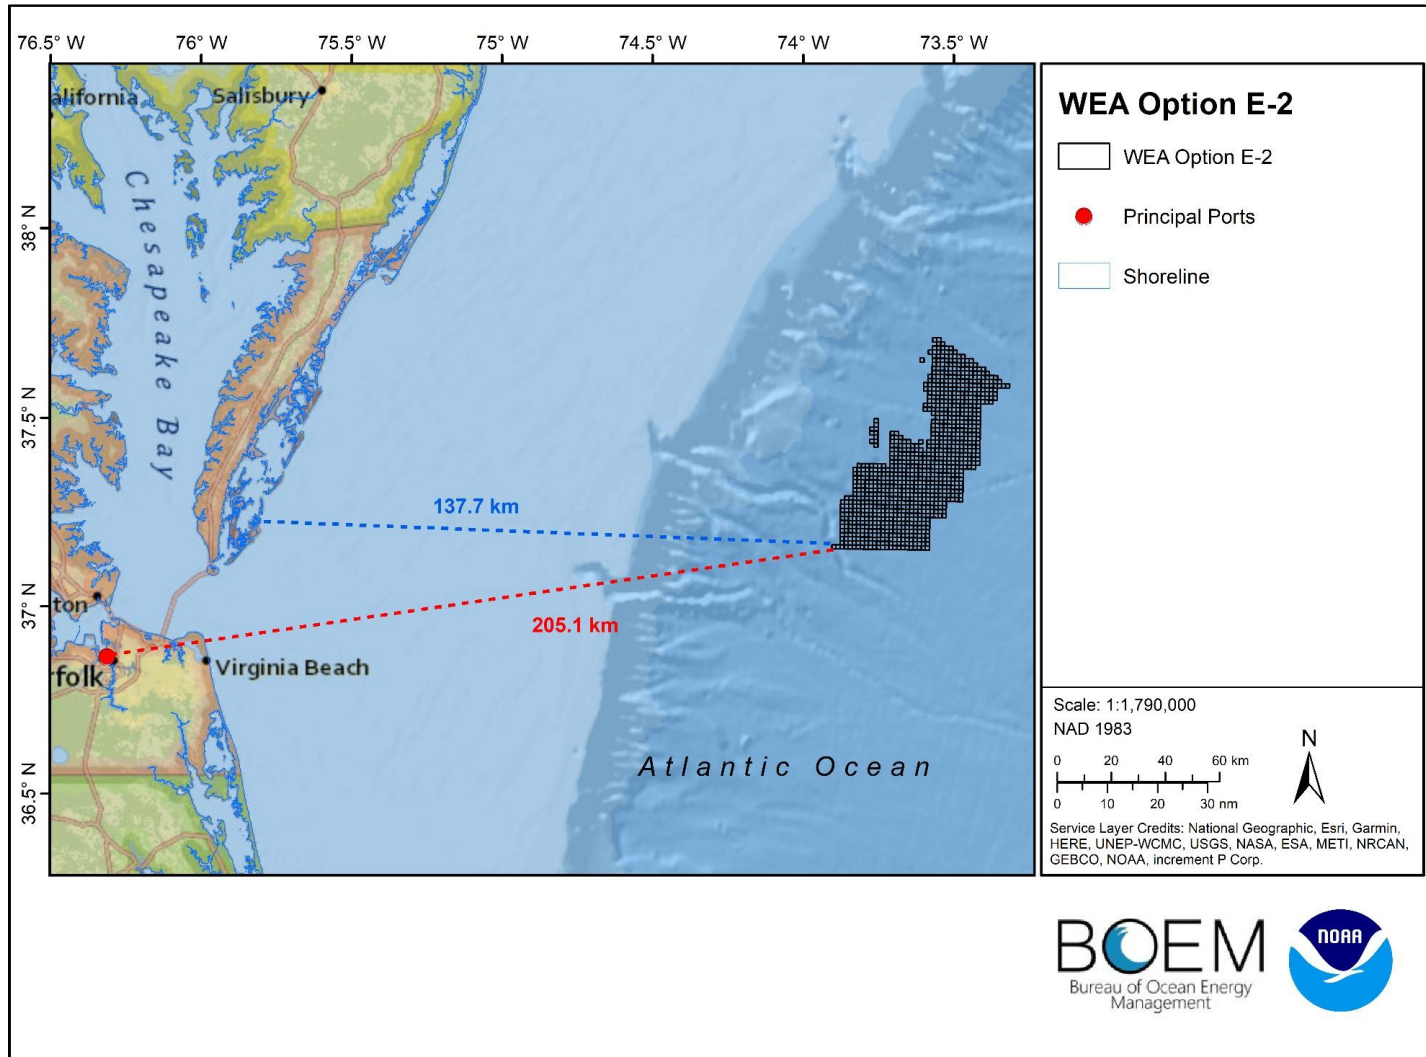 76.5° W 76° W 75.5° W 75° W 74.5° W 74° W 73.5° W
38° N
37.5° N
37° N
36.5° N
alifornia
Salisbury
Chesapeake Bay
137.7 km
205.1 km
ton
rfolk
Virginia Beach
Atlantic Ocean
WEA Option E-2
WEA Option E-2
Principal Ports
Shoreline
Scale: 1:1,790,000
NAD 1983
0 20 40 60 km
0 10 20 30 nm
N
Service Layer Credits: National Geographic, Esri, Garmin,
HERE, UNEP-WCMC, USGS, NASA, ESA, METI, NRCAN,
GEBCO, NOAA, increment P Corp.
BOEM
Bureau of Ocean Energy
Management
NOAA